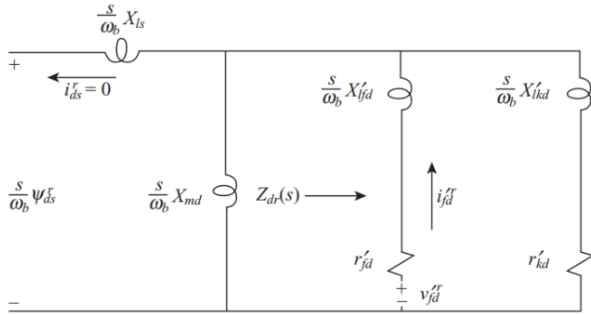 s/ω_b X_ls
+
i^r_ds = 0
s/ω_b X′_lfd
s/ω_b X′_lkd
s/ω_b ψ^r_ds
s/ω_b X_md
Z_dr(s)
i′^r_fd
r′_fd
r′_kd
+
−
v′^r_fd
−